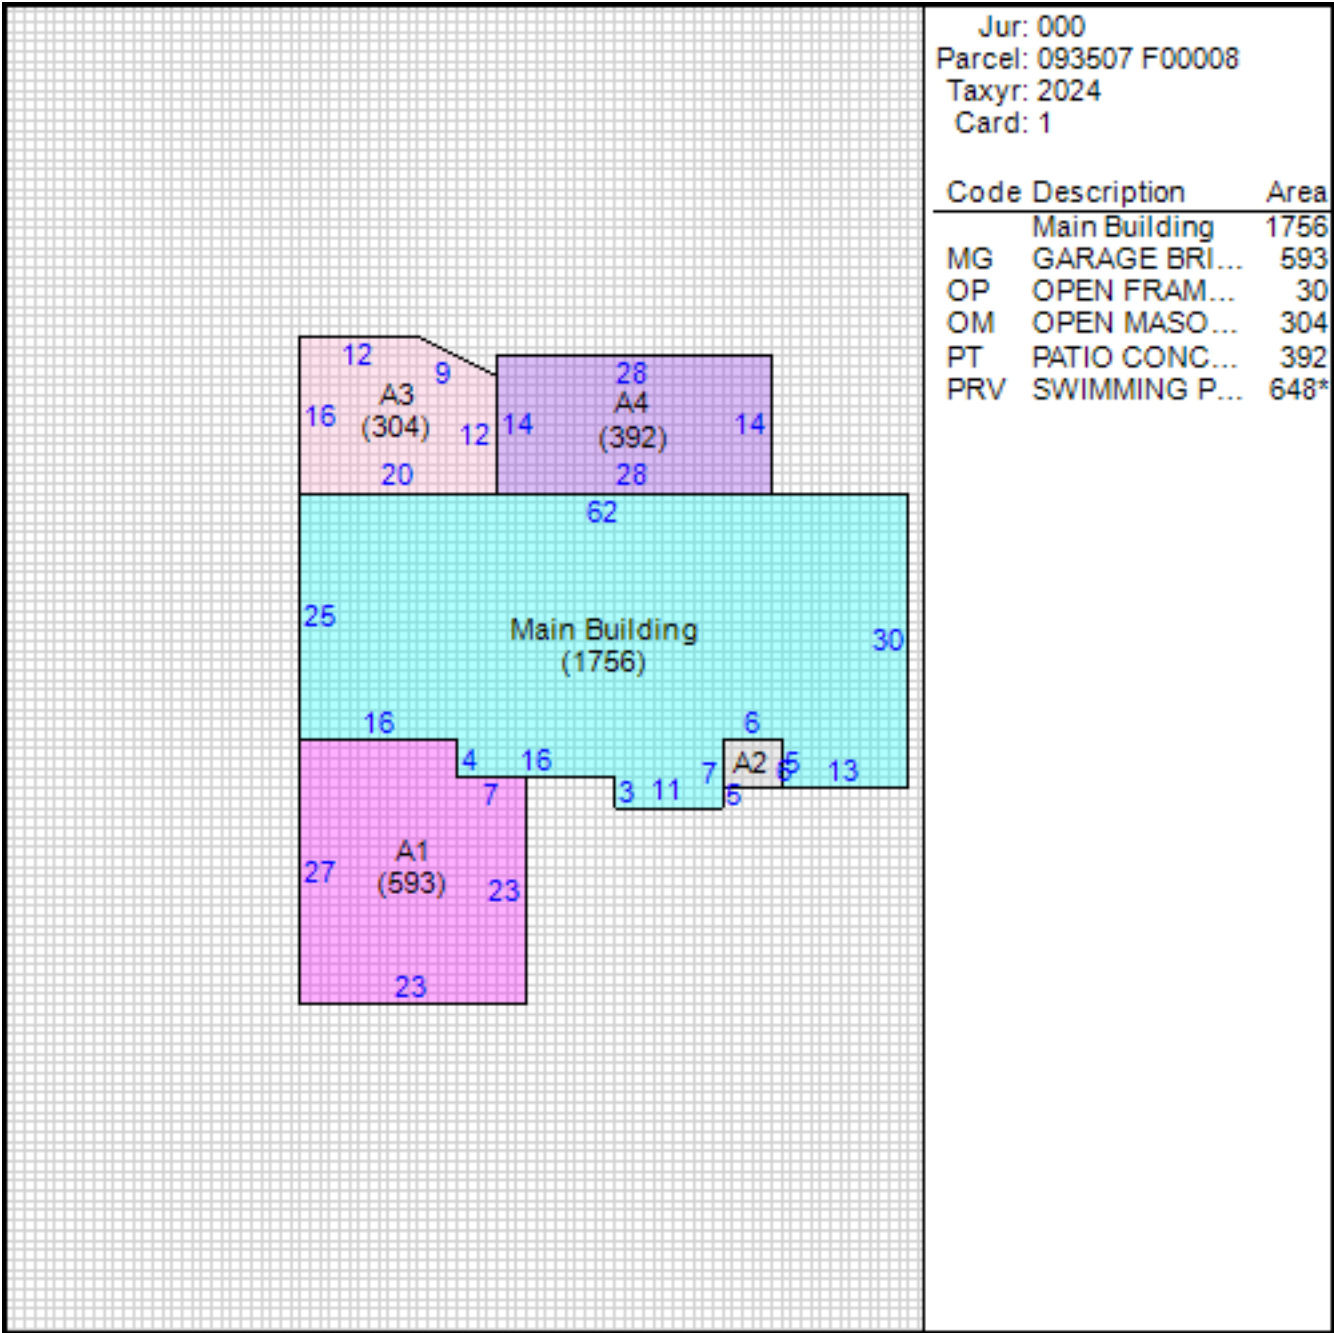 Jur: 000
Parcel: 093507 F00008
Taxyr: 2024
Card: 1
Code Description Area
Main Building 1756
MG GARAGE BRI... 593
OP OPEN FRAM... 30
OM OPEN MASO... 304
PT PATIO CONC... 392
PRV SWIMMING P... 648*
12
9
28
A3
A4
16
(304)
12
14
(392)
14
20
28
62
25
Main Building
30
(1756)
16
6
4
16
7
A2
5
6
13
7
3
11
5
A1
27
(593)
23
23